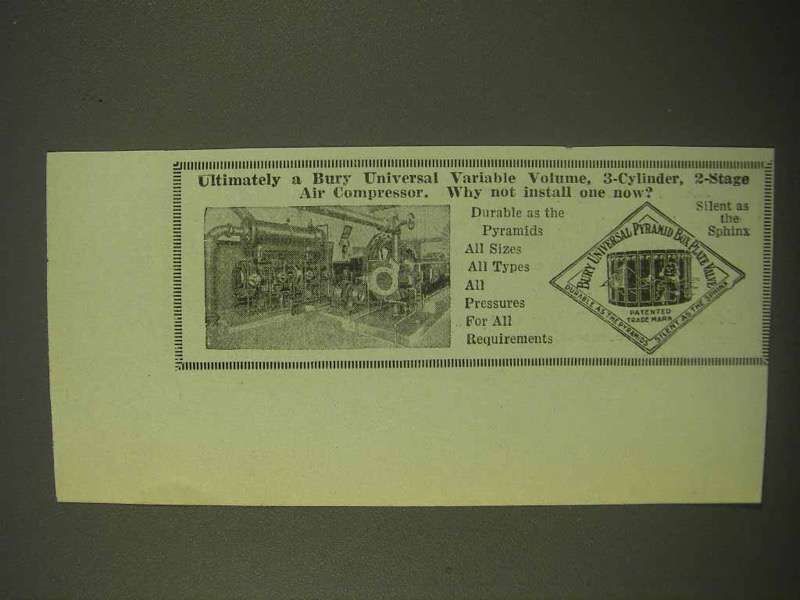 Ultimately a Bury Universal Variable Volume, 3-Cylinder, 2-Stage
Air Compressor. Why not install one now?
Durable as the
Pyramids
All Sizes
All Types
All
Pressures
For All
Requirements
Silent as
the
Sphinx
BURY UNIVERSAL PYRAMID BOX PLATE VALVE
PATENTED
TRADE MARK
DURABLE AS THE PYRAMIDS
SILENT AS THE SPHINX